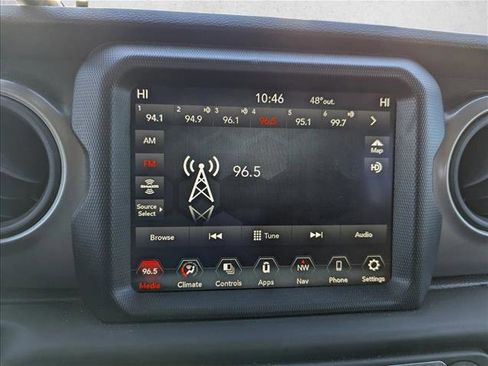 HI 10:46 48°out. HI
1 2 3 4 5 6
94.1 94.9 96.1 96.5 95.1 99.7
AM
Map
FM
96.5
SiriusXM
Source
Select
Browse Tune Audio
96.5 NW
Media Climate Controls Apps Nav Phone Settings